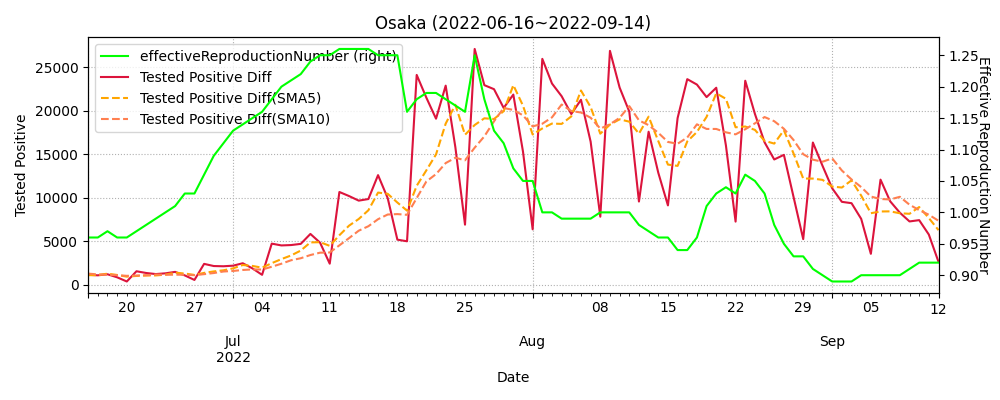 Osaka (2022-06-16~2022-09-14)
effectiveReproductionNumber (right)
Tested Positive Diff
Tested Positive Diff(SMA5)
Tested Positive Diff(SMA10)
Tested Positive
25000
20000
15000
10000
5000
0
1.25
1.20
1.15
1.10
1.05
1.00
0.95
0.90
Effective Reproduction Number
20 27 04 11 18 25 08 15 22 29 05 12
Jul Aug Sep
2022
Date